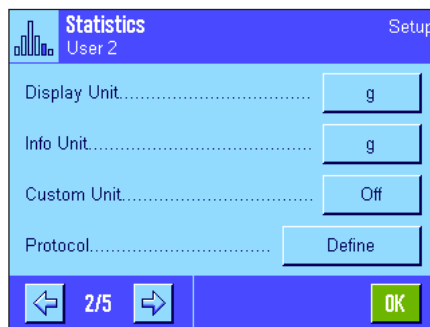 Statistics Setup
User 2
Display Unit.................................... g
Info Unit.......................................... g
Custom Unit.................................... Off
Protocol.............................. Define
2/5 OK